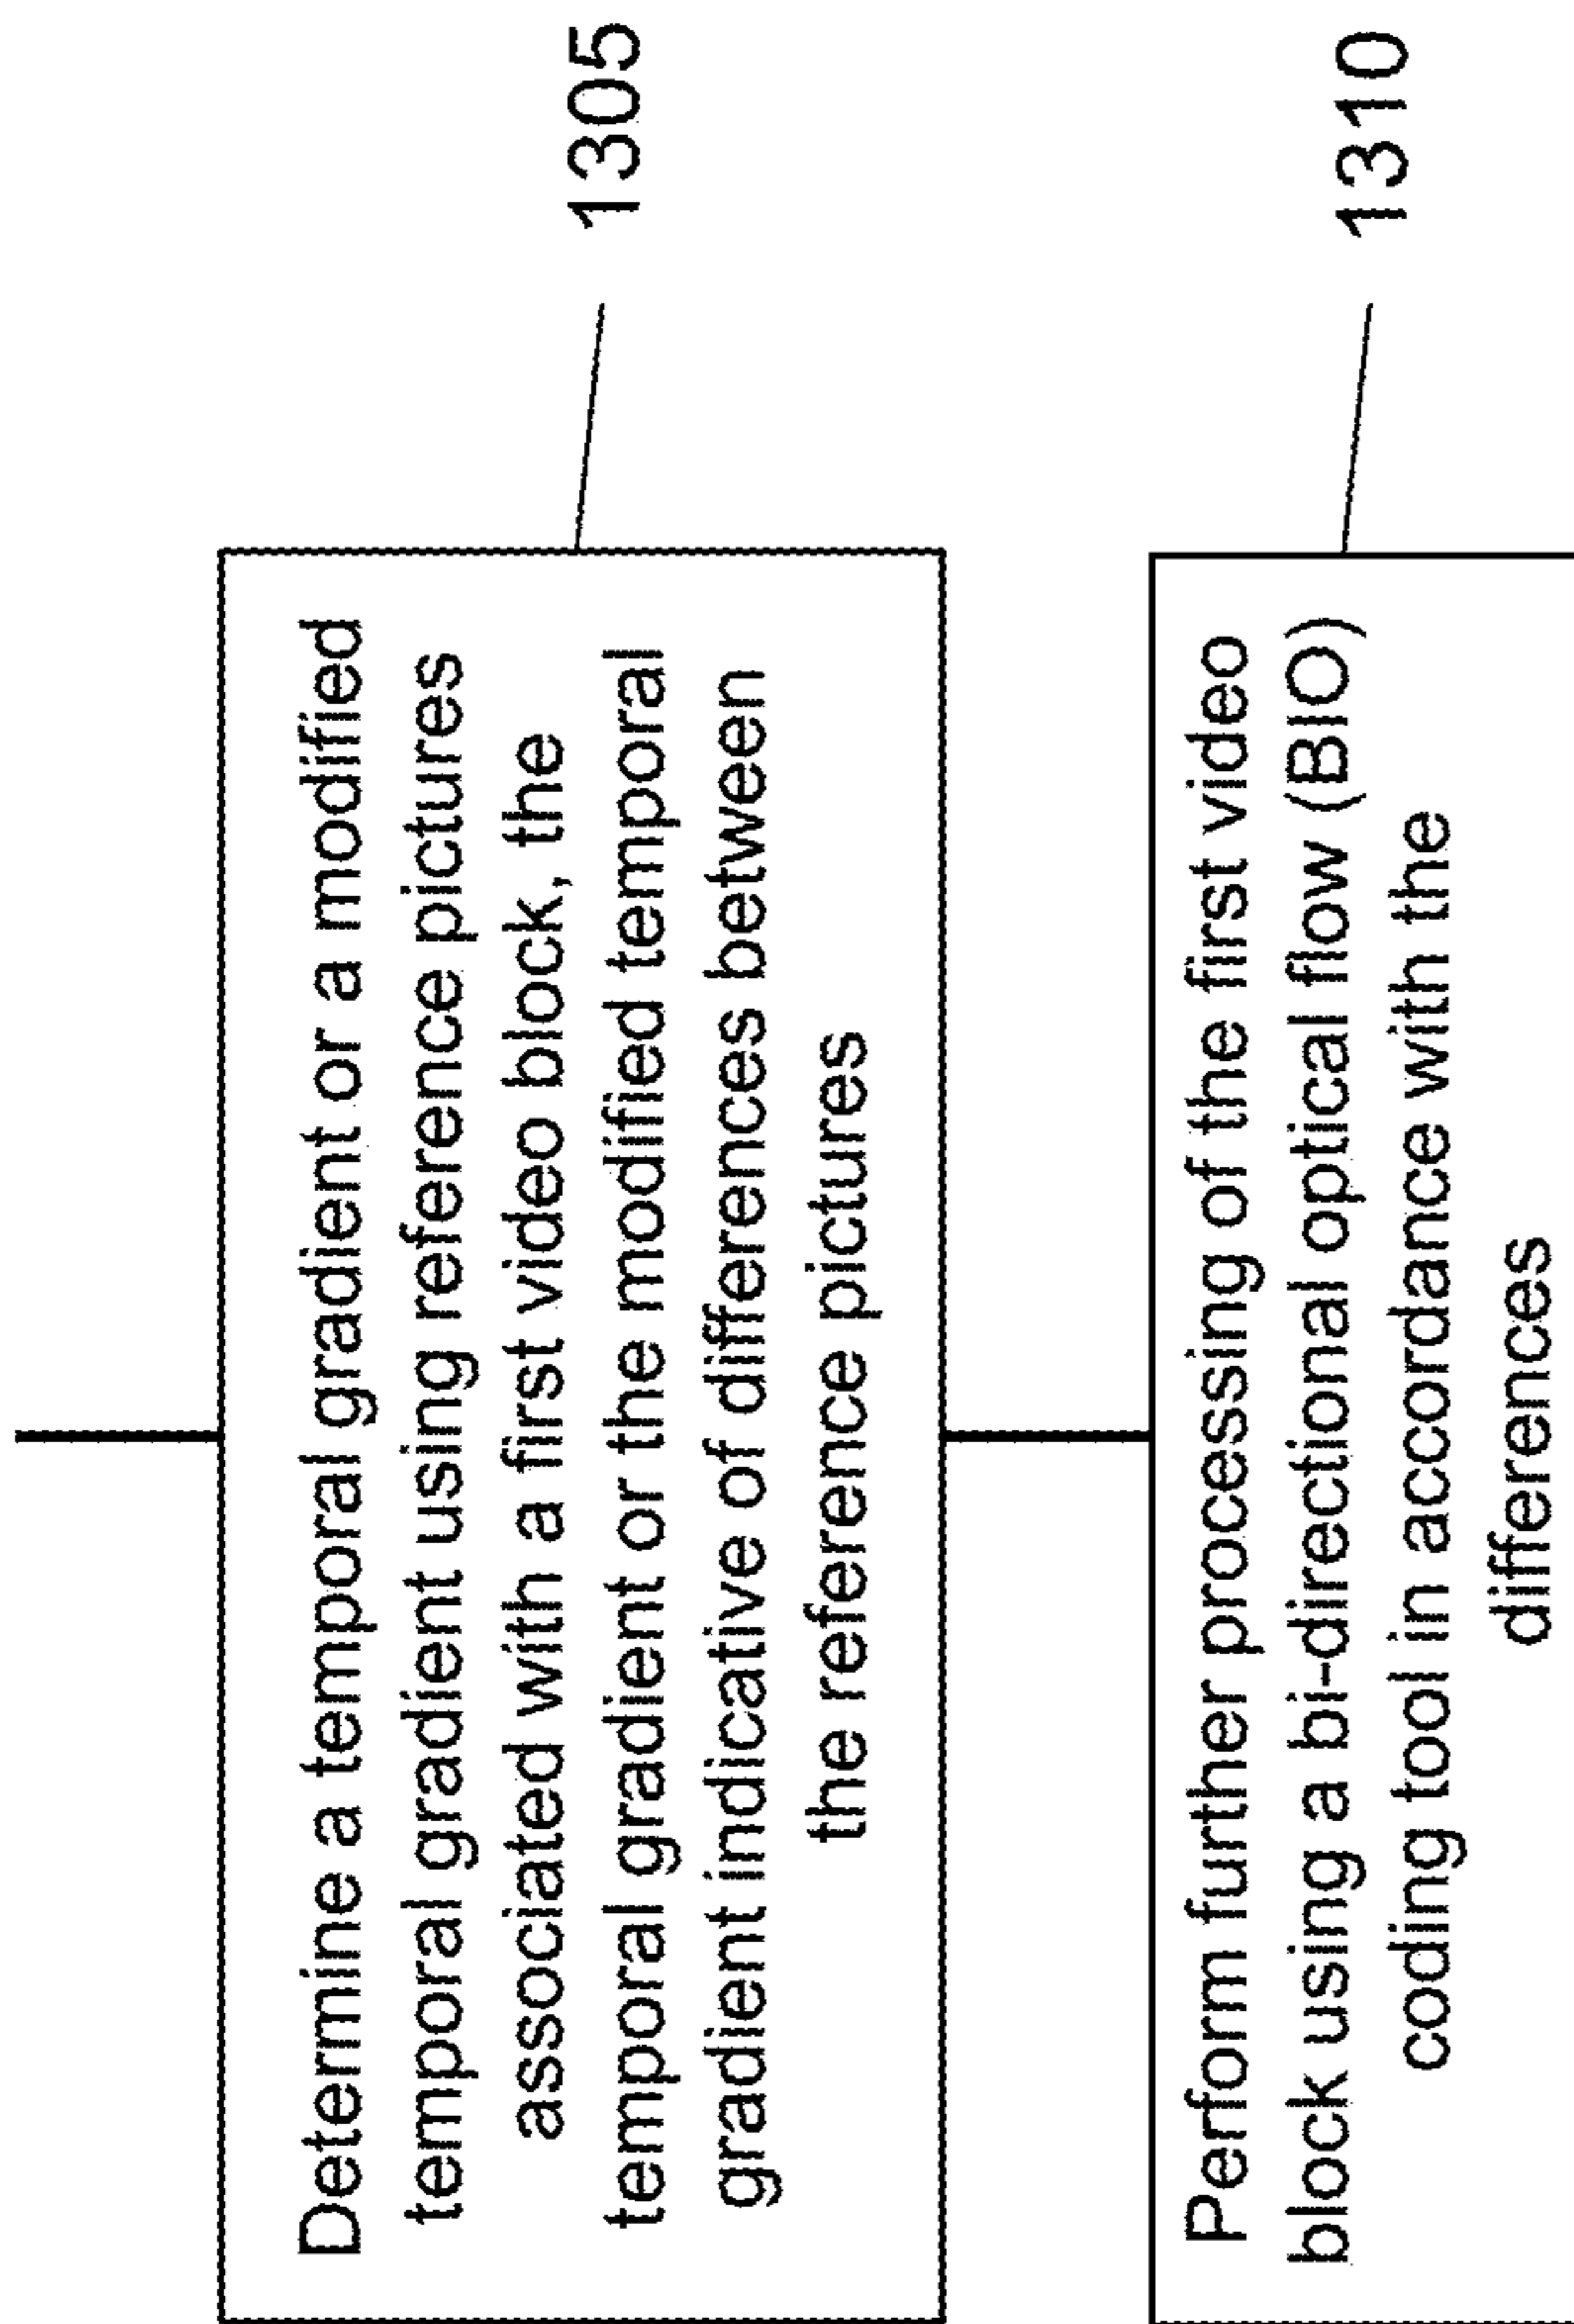 Determine a temporal gradient or a modified
temporal gradient using reference pictures
associated with a first video block, the
temporal gradient or the modified temporal
gradient indicative of differences between
the reference pictures
1305
Perform further processing of the first video
block using a bi-directional optical flow (BIO)
coding tool in accordance with the
differences
1310